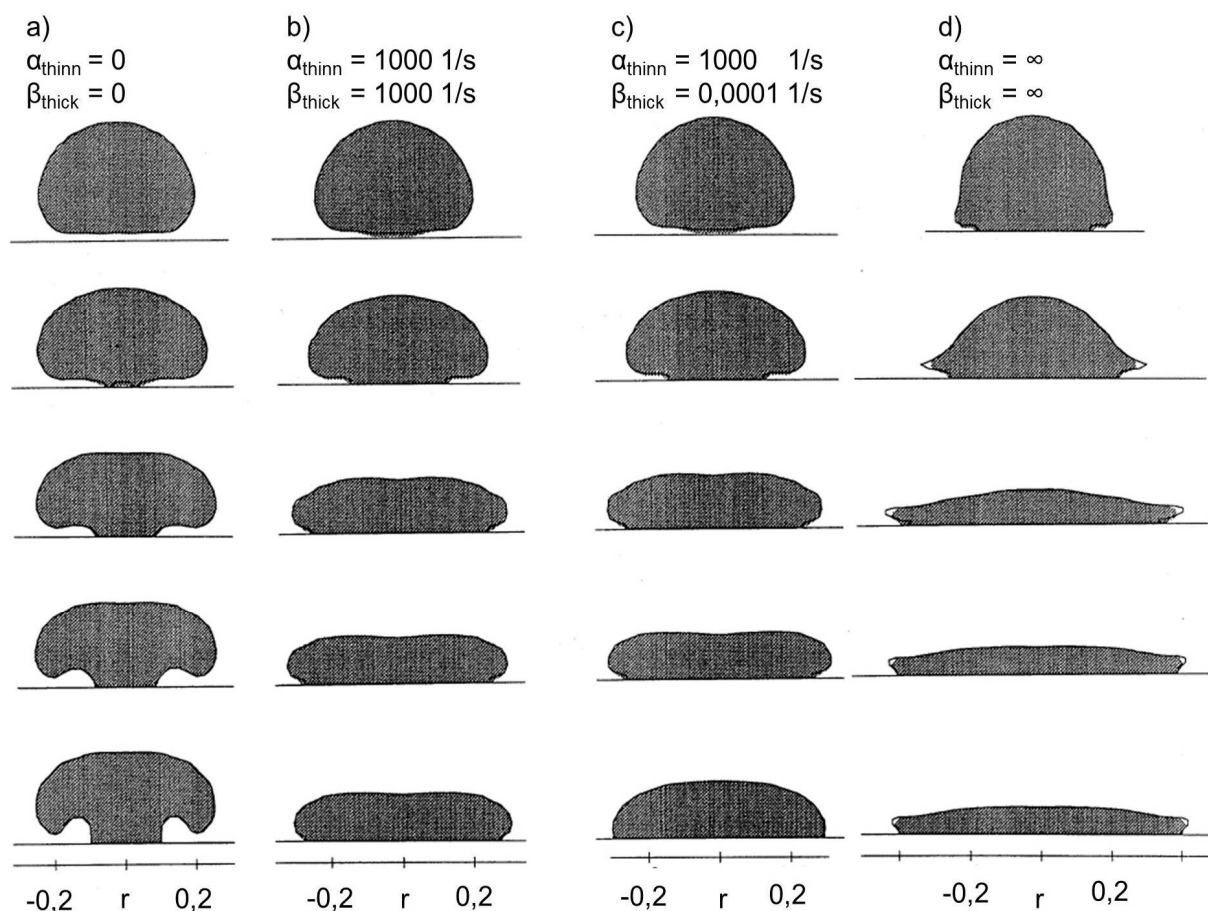 a)
α_thinn = 0
β_thick = 0
b)
α_thinn = 1000 1/s
β_thick = 1000 1/s
c)
α_thinn = 1000 1/s
β_thick = 0,0001 1/s
d)
α_thinn = ∞
β_thick = ∞
-0,2 r 0,2
-0,2 r 0,2
-0,2 r 0,2
-0,2 r 0,2